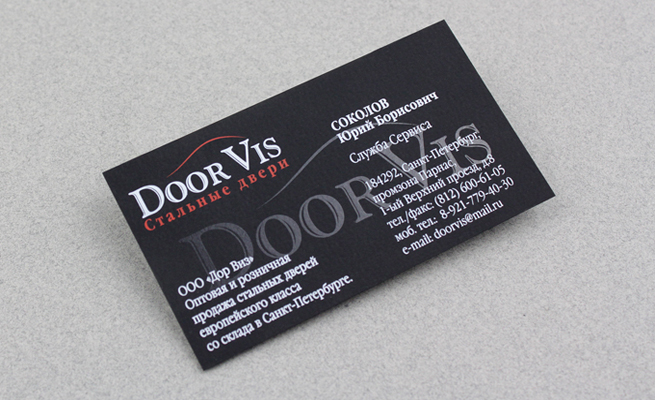 DOOR VIS
Стальные двери
ООО «Дор Виз»
Оптовая и розничная
продажа стальных дверей
европейского класса
со склада в Санкт-Петербурге.
СОКОЛОВ
Юрий Борисович
Служба Сервиса
184292, Санкт-Петербург,
промзона Парнас,
1-ый Верхний проезд, д.8
тел./факс: (812) 600-61-05
моб. тел.: 8-921-779-40-30
e-mail: doorvis@mail.ru
DOOR VIS